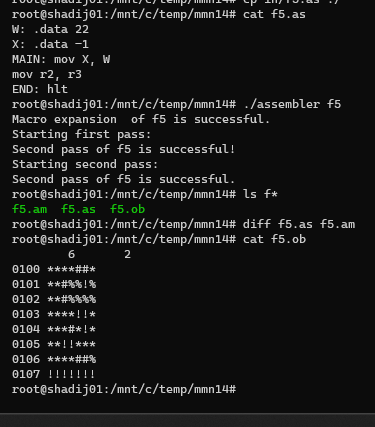 root@shadij01:/mnt/c/temp/mmn14# cp in/f5.as ./
root@shadij01:/mnt/c/temp/mmn14# cat f5.as
W: .data 22
X: .data -1
MAIN: mov X, W
mov r2, r3
END: hlt
root@shadij01:/mnt/c/temp/mmn14# ./assembler f5
Macro expansion  of f5 is successful.
Starting first pass:
Second pass of f5 is successful!
Starting second pass:
Second pass of f5 is successful.
root@shadij01:/mnt/c/temp/mmn14# ls f*
f5.am  f5.as  f5.ob
root@shadij01:/mnt/c/temp/mmn14# diff f5.as f5.am
root@shadij01:/mnt/c/temp/mmn14# cat f5.ob
6 2
0100 ****##*
0101 **#%%!%
0102 **#%%%%
0103 ****!!*
0104 ***#*!*
0105 **!!***
0106 ****##%
0107 !!!!!!!
root@shadij01:/mnt/c/temp/mmn14#